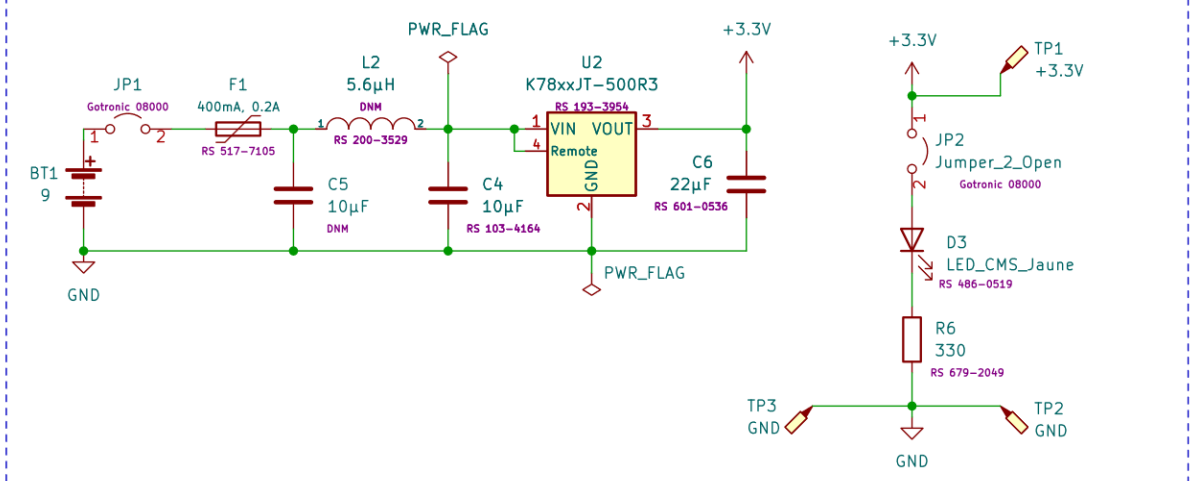 PWR_FLAG
+3.3V
JP1
Gotronic 08000
1
2
F1
400mA, 0.2A
RS 517-7105
L2
5.6µH
DNM
1
2
RS 200-3529
U2
K78xxJT-500R3
RS 193-3954
1
VIN
VOUT
3
4
Remote
GND
2
BT1
9
+
C5
10µF
DNM
C4
10µF
RS 103-4164
C6
22µF
RS 601-0536
GND
PWR_FLAG
+3.3V
TP1
+3.3V
1
JP2
Jumper_2_Open
Gotronic 08000
2
D3
LED_CMS_Jaune
RS 486-0519
R6
330
RS 679-2049
TP3
GND
TP2
GND
GND